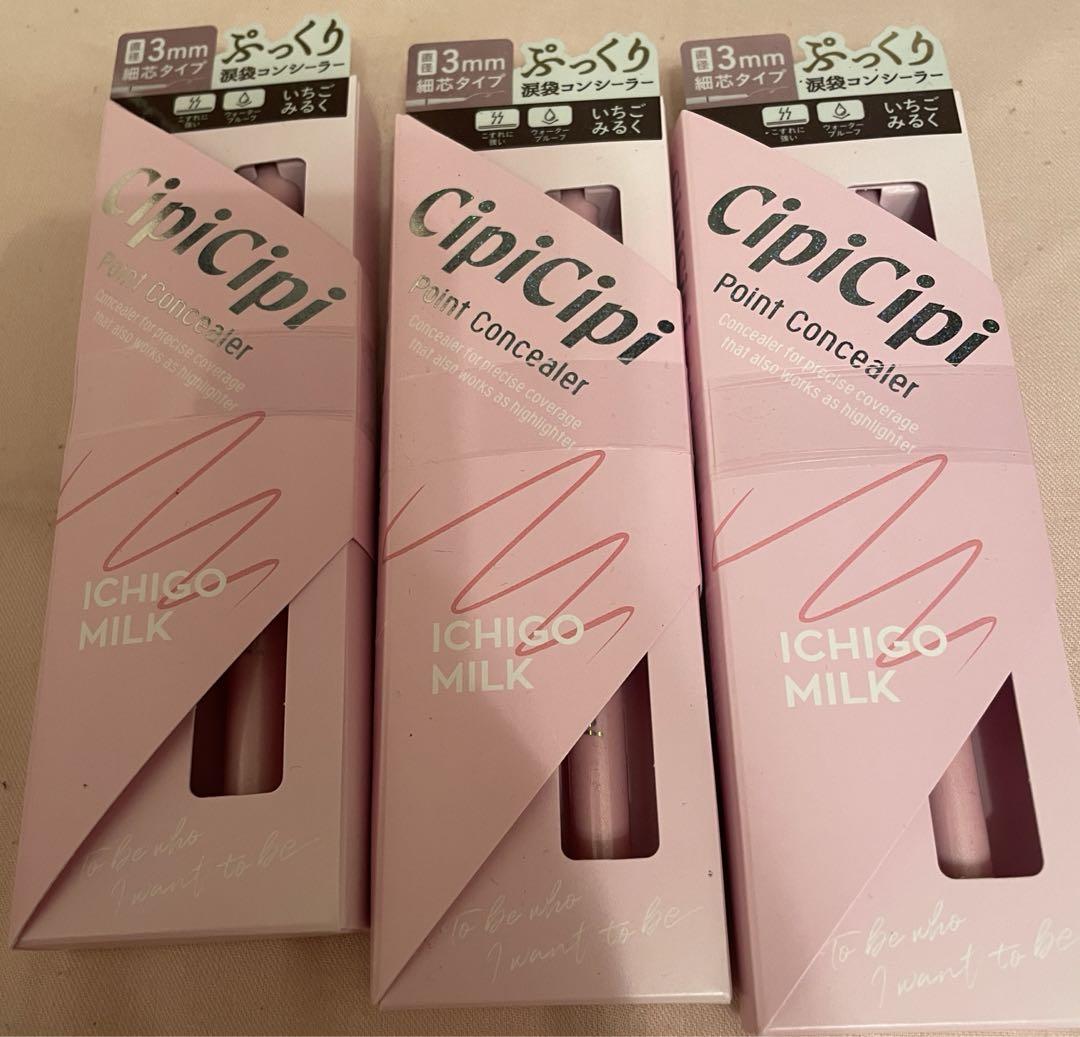 直径
3mm
細芯タイプ
ぷっくり
涙袋コンシーラー
こすれに
強い
ウォーター
プルーフ
いちご
みるく
CipiCipi
Point Concealer
Concealer for precise coverage
that also works as highlighter
ICHIGO
MILK
To be who
I want to be
直径
3mm
細芯タイプ
ぷっくり
涙袋コンシーラー
こすれに
強い
ウォーター
プルーフ
いちご
みるく
CipiCipi
Point Concealer
Concealer for precise coverage
that also works as highlighter
ICHIGO
MILK
To be who
I want to be
直径
3mm
細芯タイプ
ぷっくり
涙袋コンシーラー
こすれに
強い
ウォーター
プルーフ
いちご
みるく
CipiCipi
Point Concealer
Concealer for precise coverage
that also works as highlighter
ICHIGO
MILK
To be who
I want to be